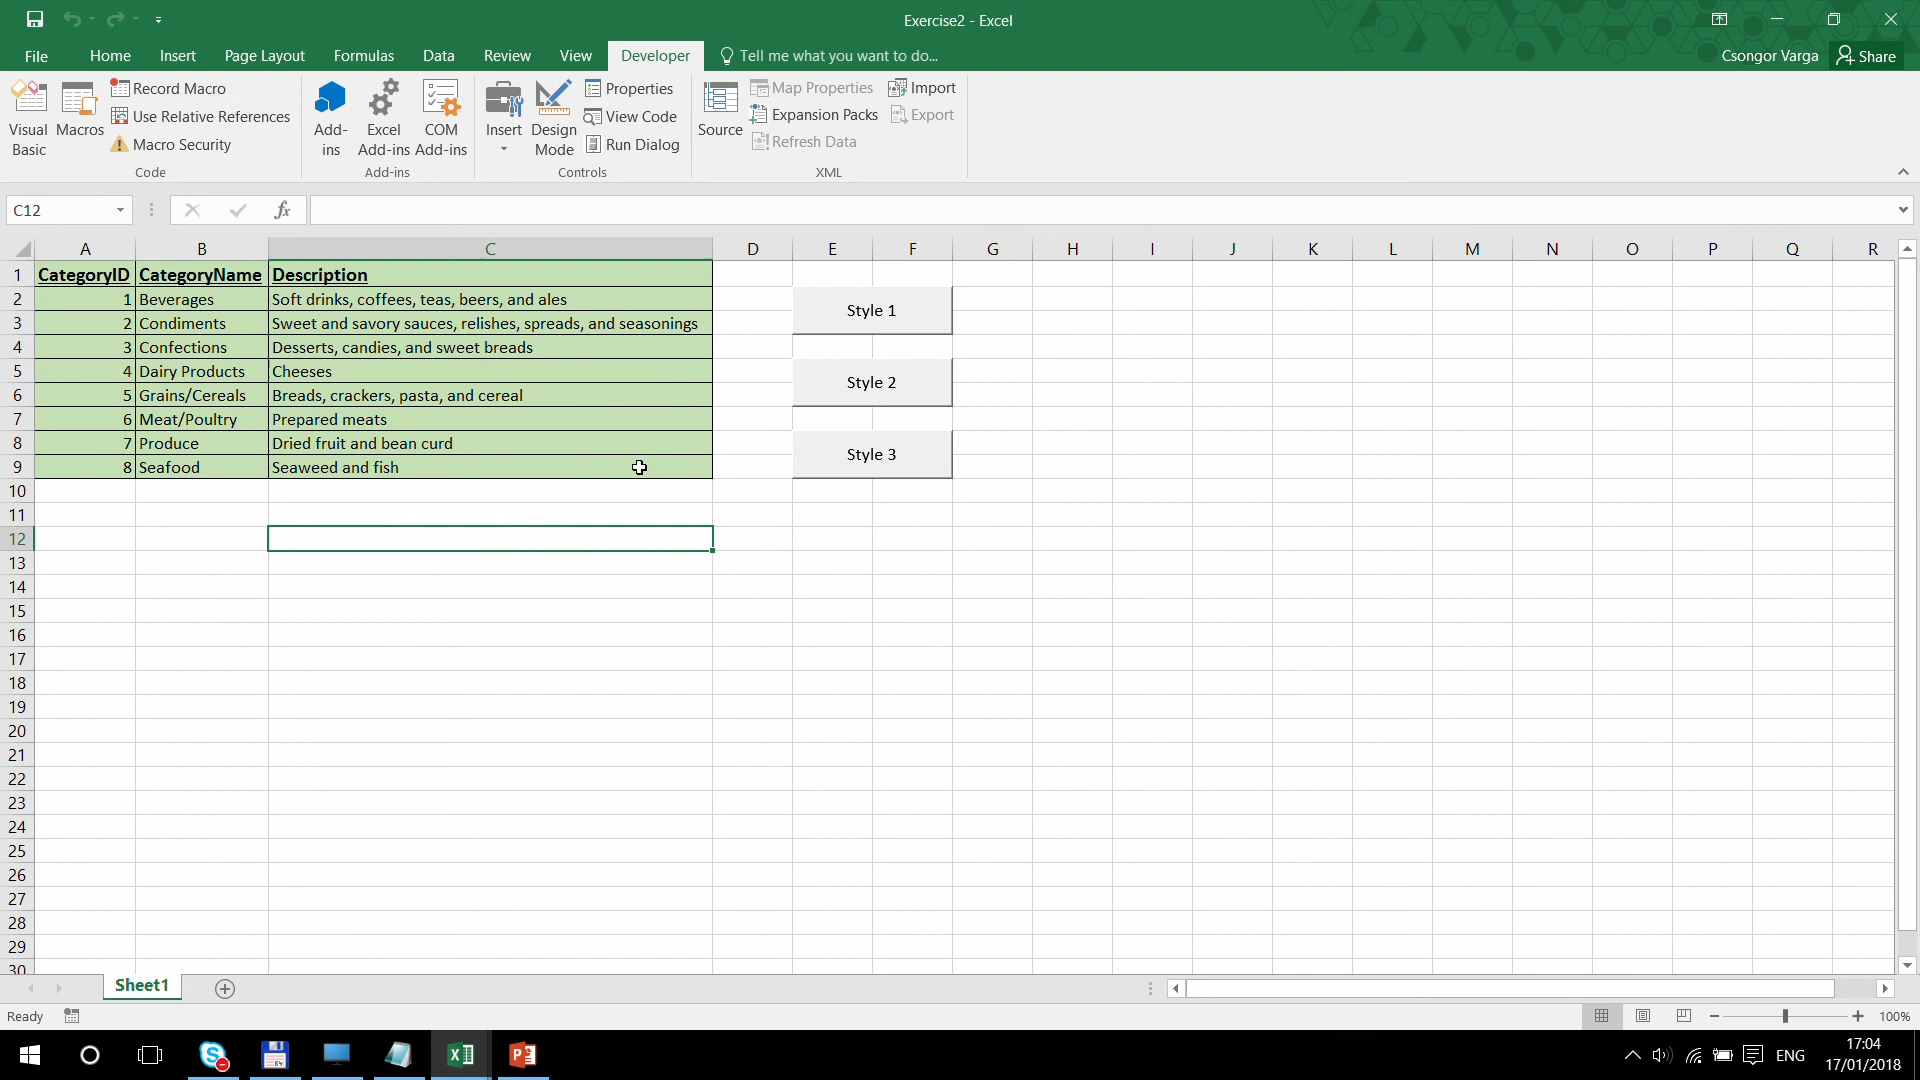 Exercise2 - Excel
File Home Insert Page Layout Formulas Data Review View Developer Tell me what you want to do... Csongor Varga Share
Visual Basic
Macros
Record Macro
Use Relative References
Macro Security
Code
Add-ins
Excel Add-ins
COM Add-ins
Add-ins
Insert
Design Mode
Properties
View Code
Run Dialog
Controls
Source
Map Properties
Expansion Packs
Refresh Data
Import
Export
XML
C12
fx
A B C D E F G H I J K L M N O P Q R
1 CategoryID CategoryName Description
2 1 Beverages Soft drinks, coffees, teas, beers, and ales
3 2 Condiments Sweet and savory sauces, relishes, spreads, and seasonings
4 3 Confections Desserts, candies, and sweet breads
5 4 Dairy Products Cheeses
6 5 Grains/Cereals Breads, crackers, pasta, and cereal
7 6 Meat/Poultry Prepared meats
8 7 Produce Dried fruit and bean curd
9 8 Seafood Seaweed and fish
Style 1
Style 2
Style 3
10
11
12
13
14
15
16
17
18
19
20
21
22
23
24
25
26
27
28
29
30
Sheet1
Ready
100%
ENG
17:04
17/01/2018